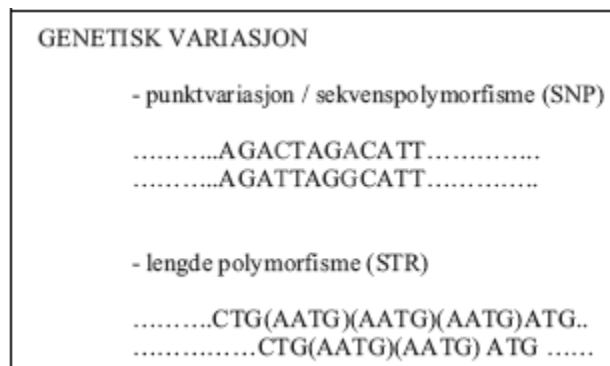 GENETISK VARIASJON
- punktvariasjon / sekvenspolymorfisme (SNP)
………..AGACTAGACATT…………..
………..AGATTAGGCATT…………..
- lengde polymorfisme (STR)
……….CTG(AATG)(AATG)(AATG)ATG..
……………CTG(AATG)(AATG) ATG ……